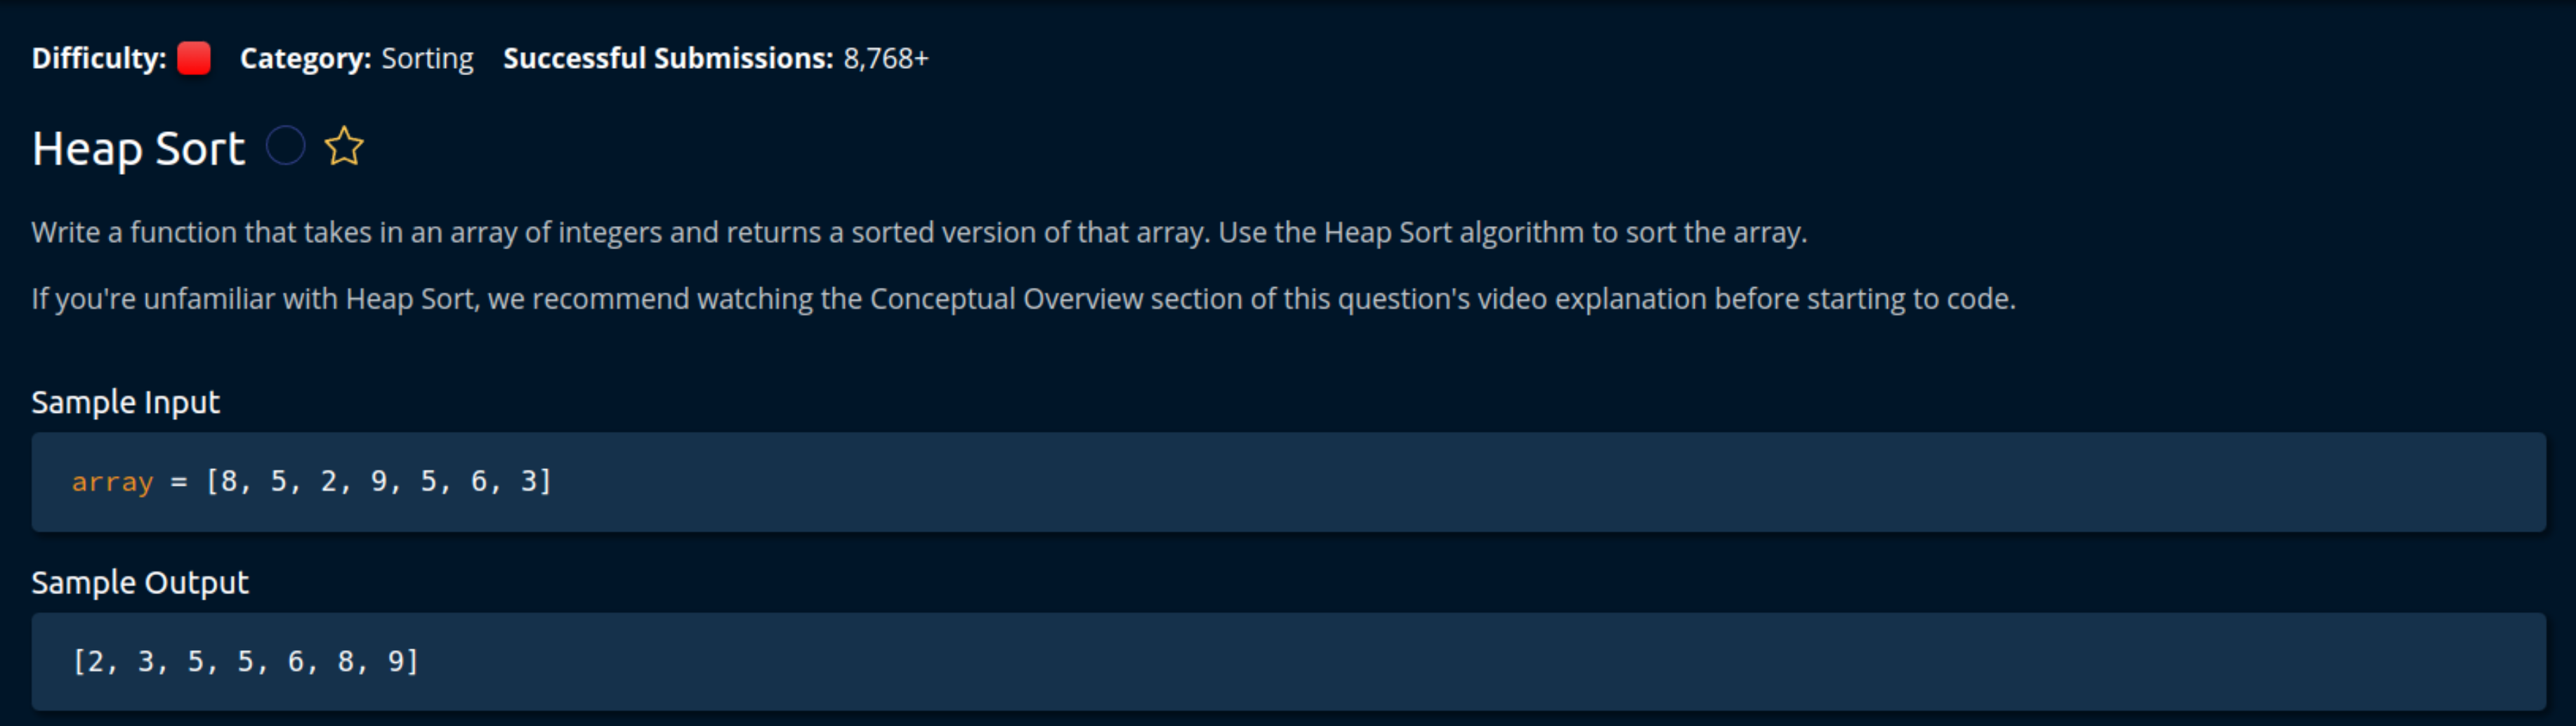 Difficulty: Category: Sorting Successful Submissions: 8,768+
Heap Sort
Write a function that takes in an array of integers and returns a sorted version of that array. Use the Heap Sort algorithm to sort the array.
If you're unfamiliar with Heap Sort, we recommend watching the Conceptual Overview section of this question's video explanation before starting to code.
Sample Input
array = [8, 5, 2, 9, 5, 6, 3]
Sample Output
[2, 3, 5, 5, 6, 8, 9]